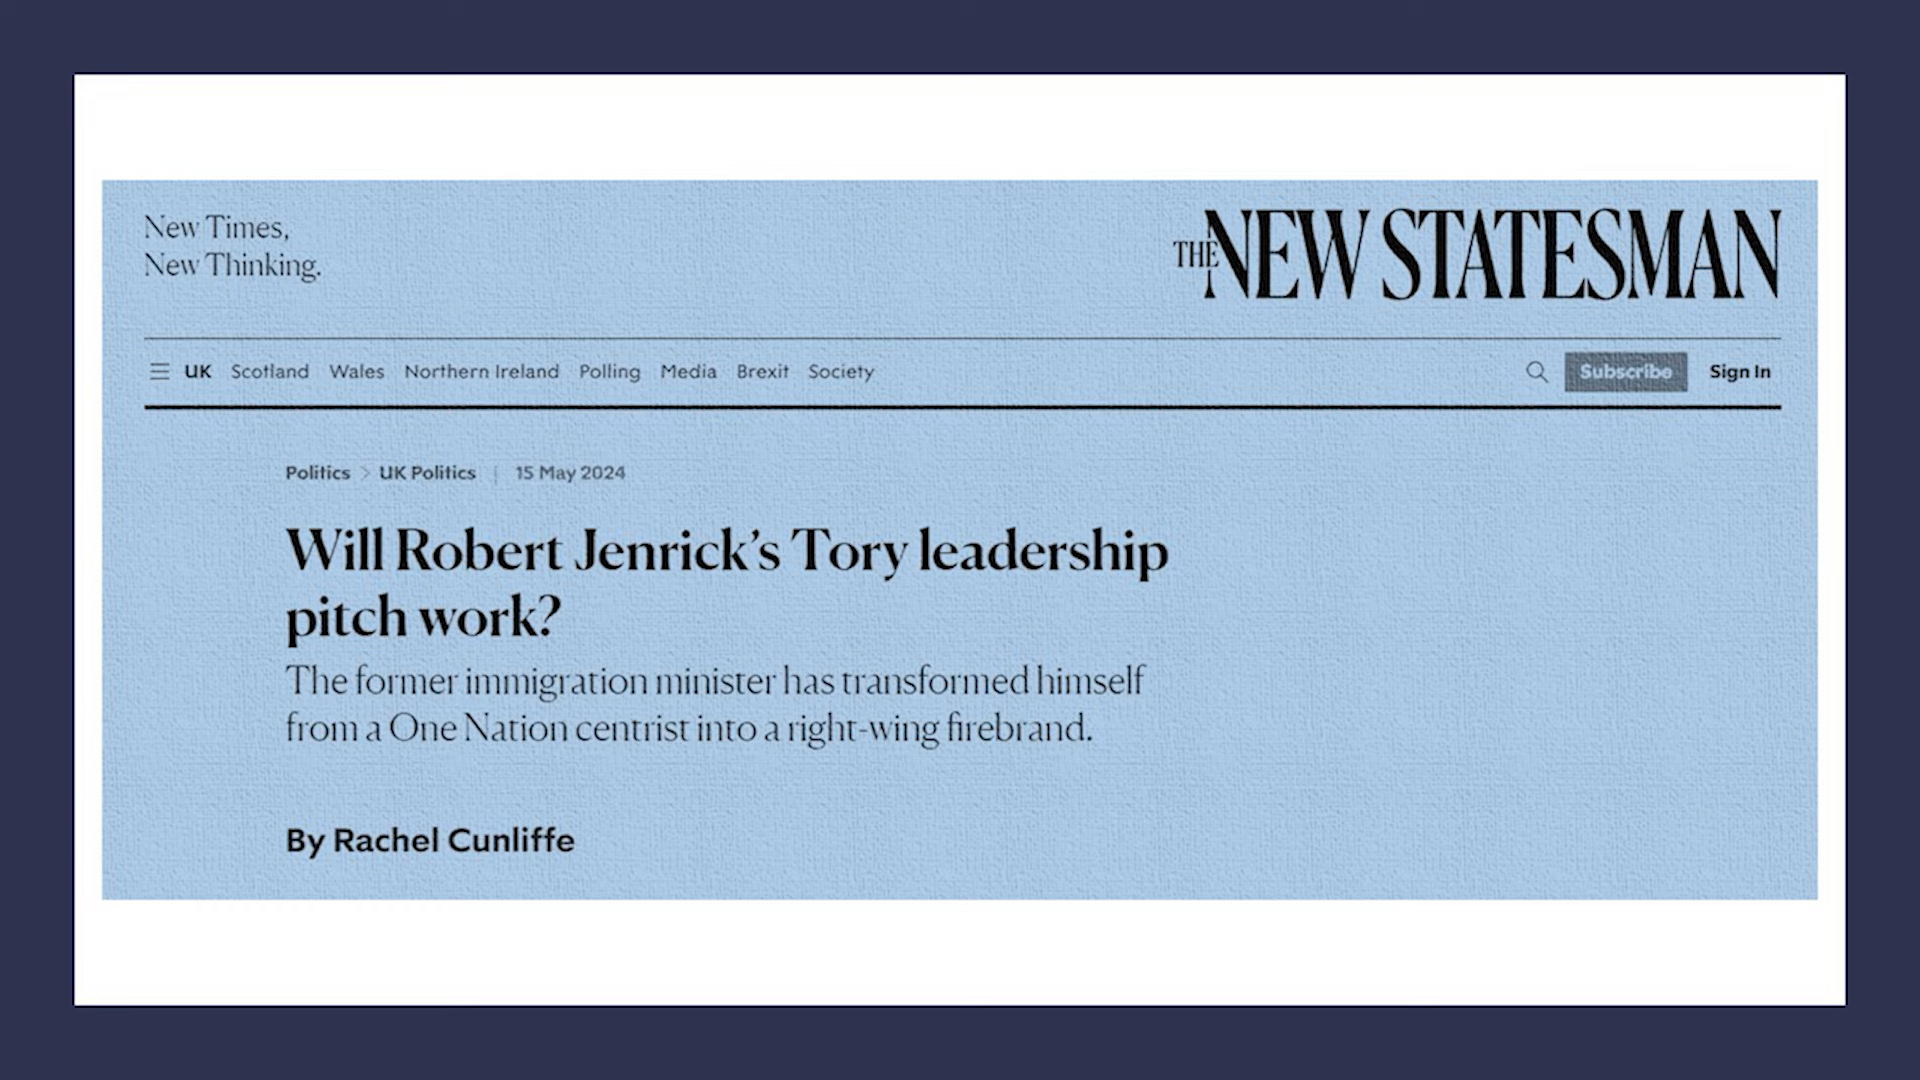 New Times,
New Thinking.
THE NEW STATESMAN
UK Scotland Wales Northern Ireland Polling Media Brexit Society
Subscribe Sign In
Politics > UK Politics | 15 May 2024
Will Robert Jenrick’s Tory leadership
pitch work?
The former immigration minister has transformed himself
from a One Nation centrist into a right-wing firebrand.
By Rachel Cunliffe